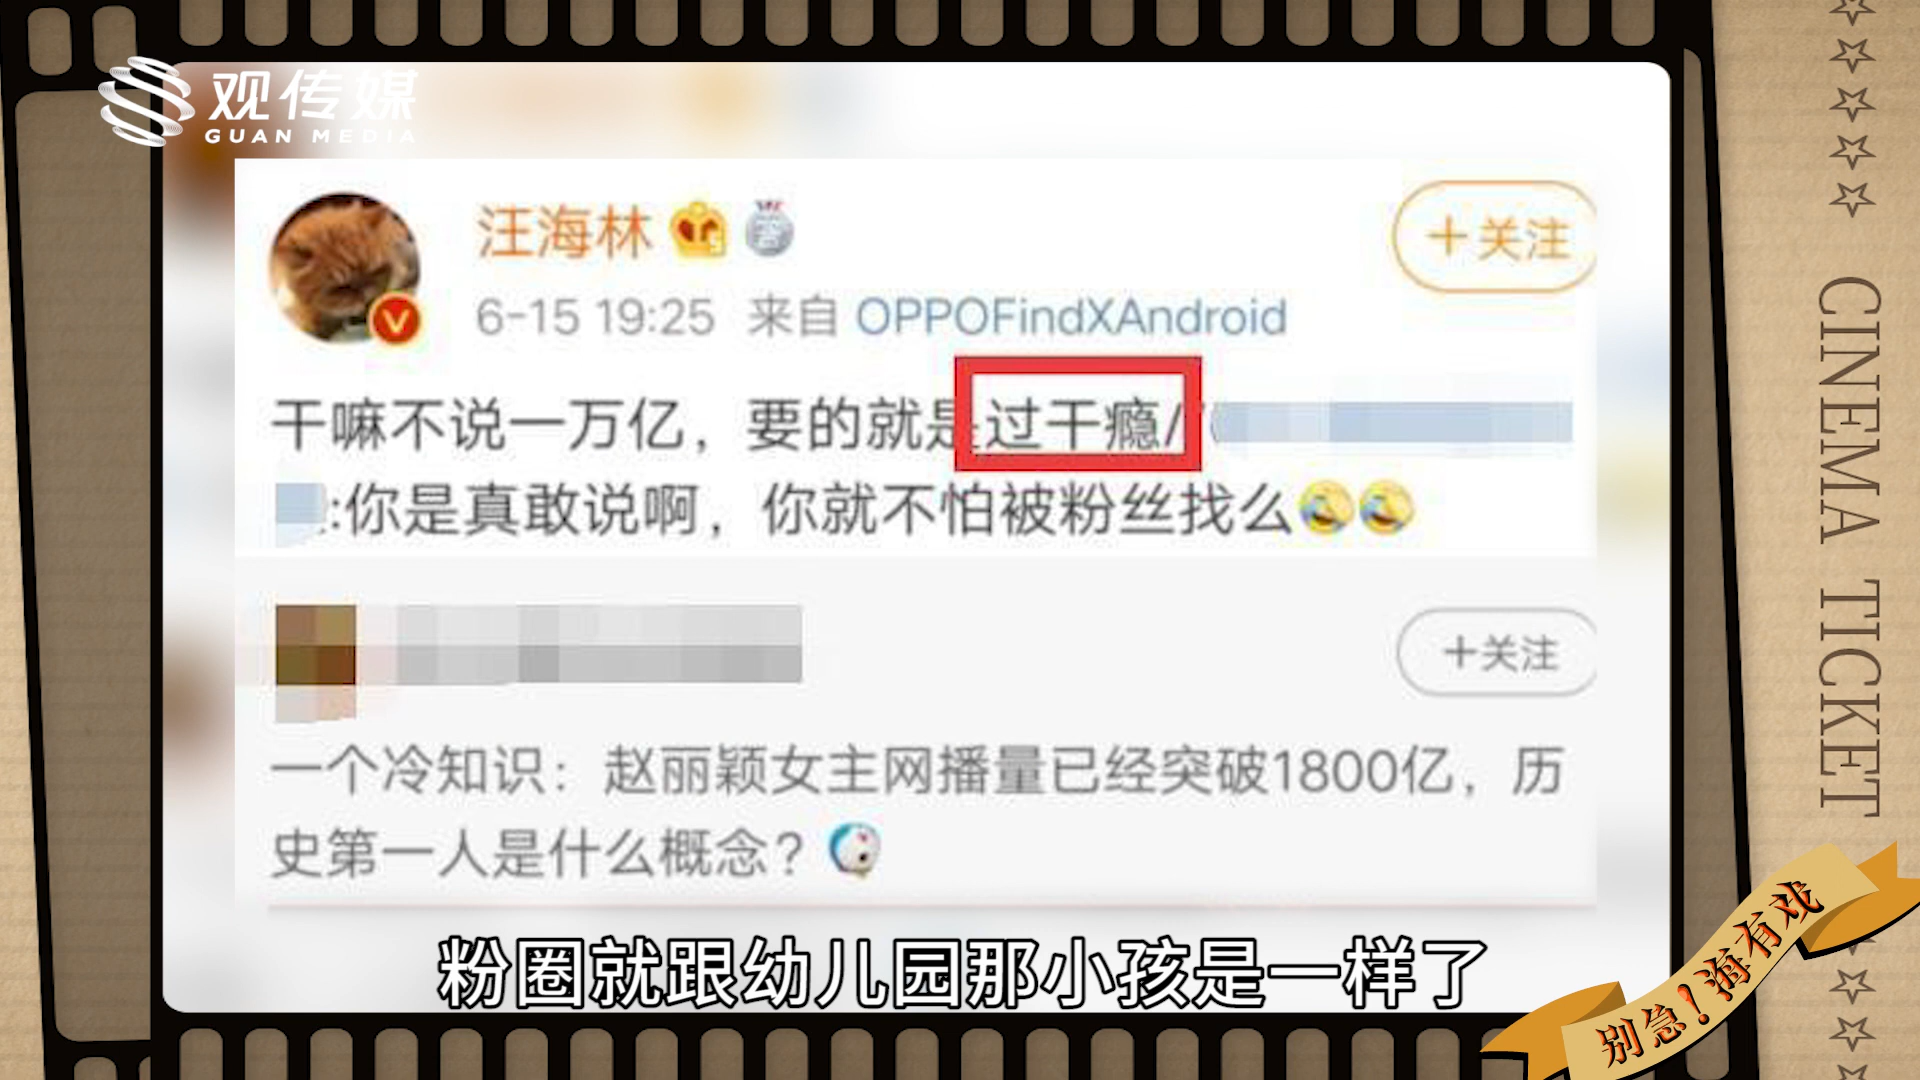 观传媒
GUAN MEDIA
汪海林
+关注
6-15 19:25 来自 OPPOFindXAndroid
干嘛不说一万亿，要的就是过干瘾/
:你是真敢说啊，你就不怕被粉丝找么
+关注
一个冷知识：赵丽颖女主网播量已经突破1800亿，历
史第一人是什么概念？
粉圈就跟幼儿园那小孩是一样了
CINEMA TICKET
别急！海有戏